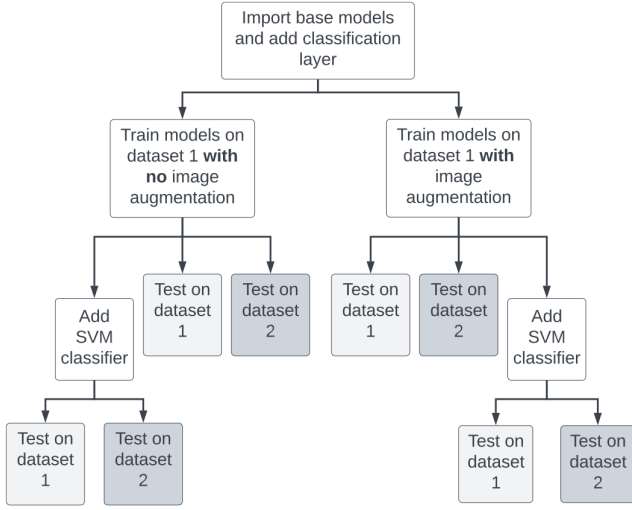 Import base models
and add classification
layer
Train models on
dataset 1 with
no image
augmentation
Train models on
dataset 1 with
image
augmentation
Add
SVM
classifier
Test on
dataset
1
Test on
dataset
2
Test on
dataset
1
Test on
dataset
2
Add
SVM
classifier
Test on
dataset
1
Test on
dataset
2
Test on
dataset
1
Test on
dataset
2